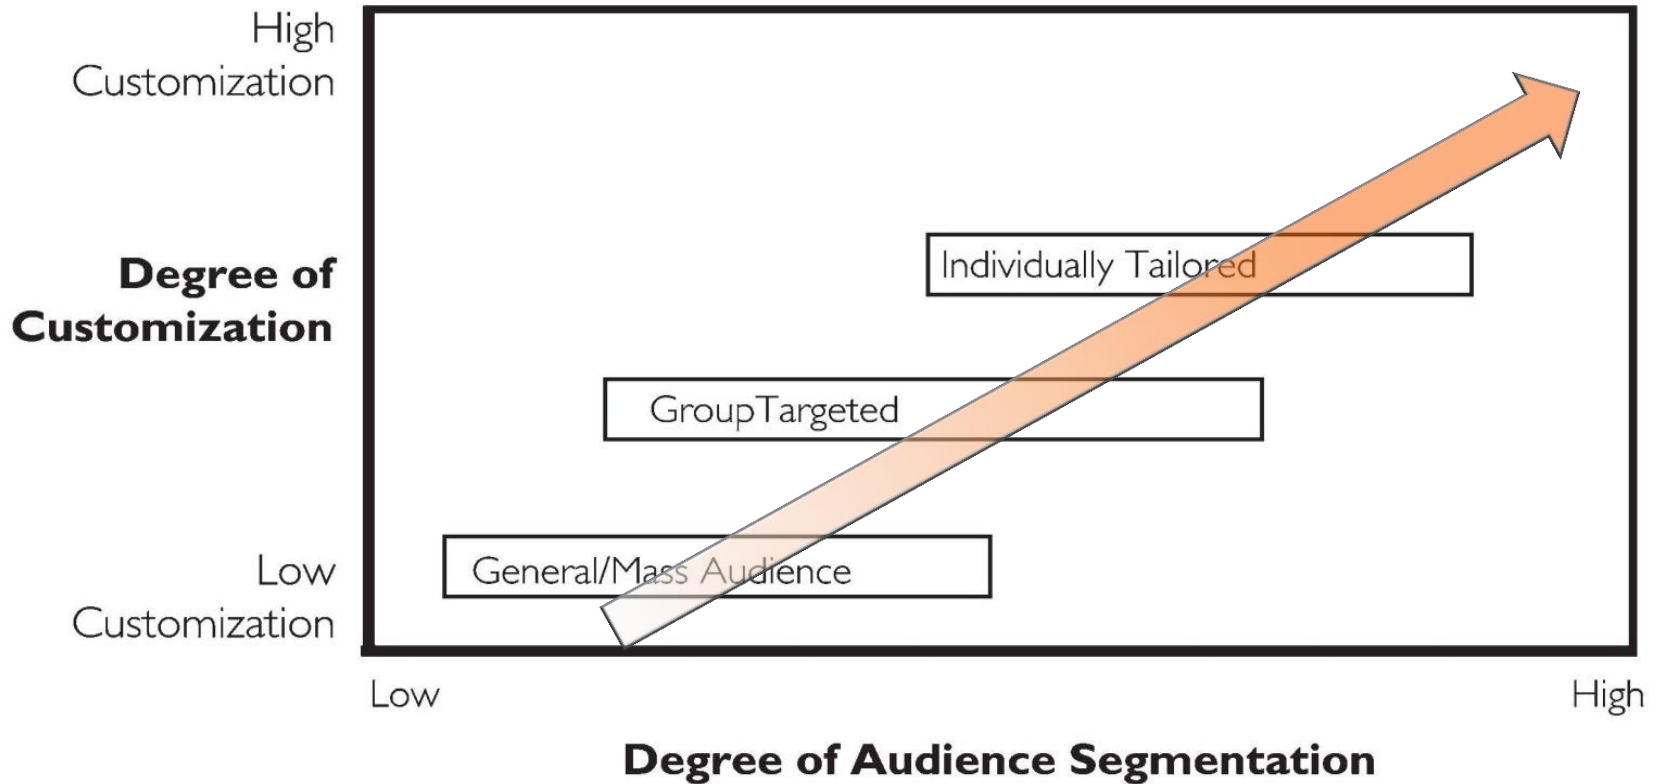 High
Customization
Degree of
Customization
Individually Tailored
GroupTargeted
General/Mass Audience
Low
Customization
Low
High
Degree of Audience Segmentation